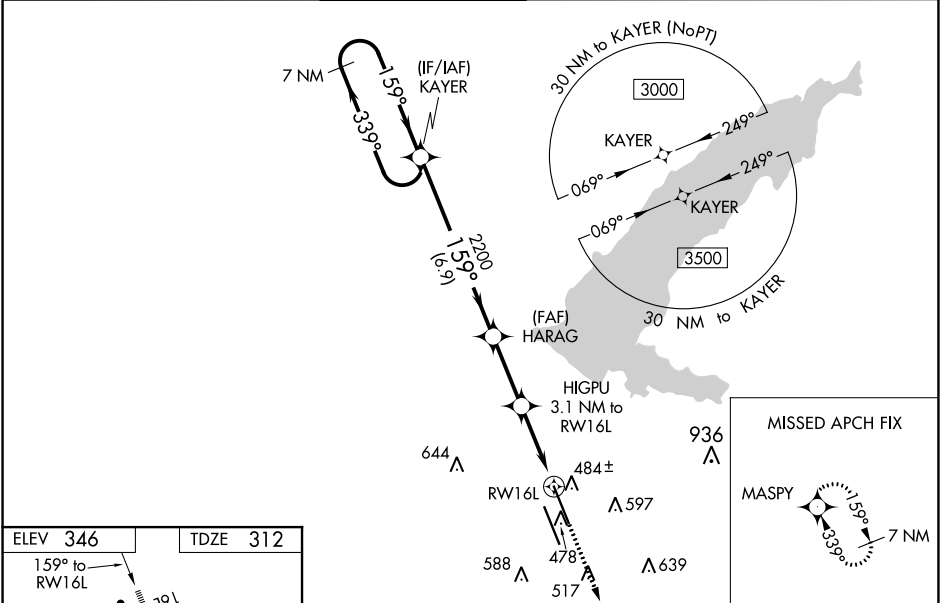 30 NM to KAYER (NoPT)
7 NM
159°
339°
(IF/IAF)
KAYER
3000
KAYER
249°
069°
249°
069°
KAYER
3500
30 NM to KAYER
2200
159°
(6.9)
(FAF)
HARAG
HIGPU
3.1 NM to
RW16L
936
MISSED APCH FIX
644
484±
RW16L
597
MASPY
159°
339°
7 NM
478
588
517
639
ELEV 346
TDZE 312
159° to
RW16L